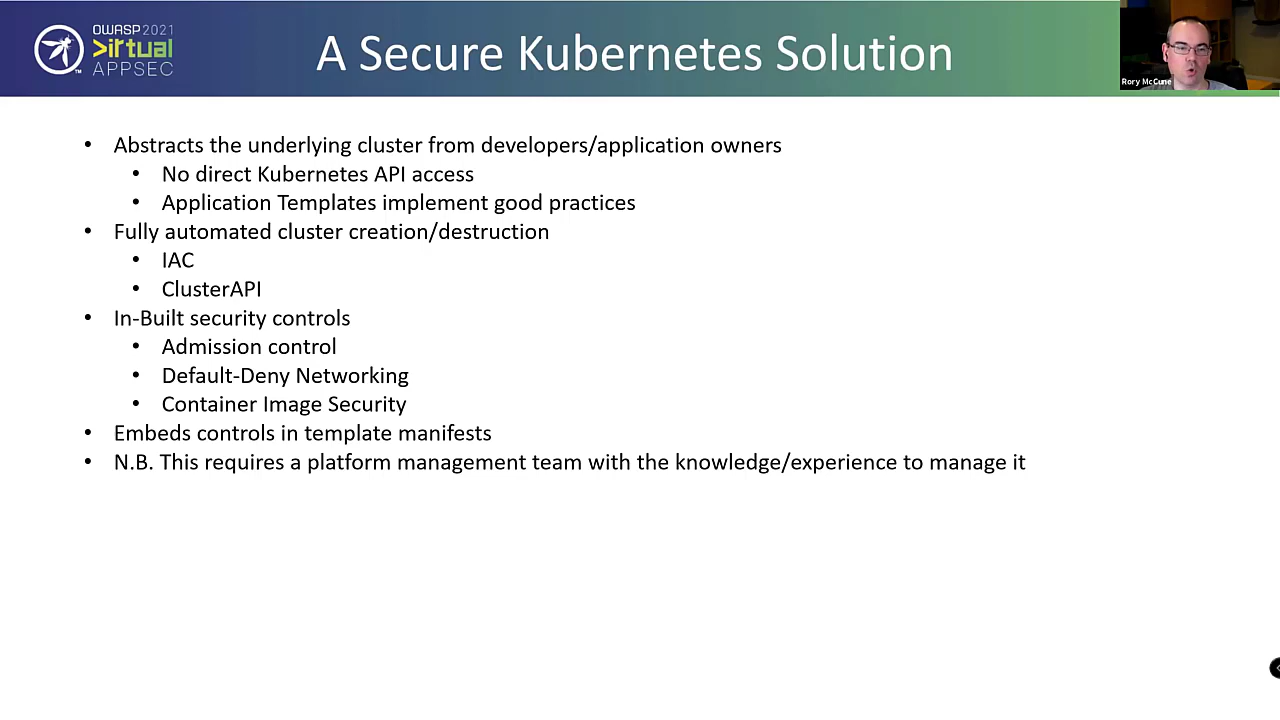 OWASP 2021
Virtual
APPSEC
A Secure Kubernetes Solution
Rory McCune
• Abstracts the underlying cluster from developers/application owners
• No direct Kubernetes API access
• Application Templates implement good practices
• Fully automated cluster creation/destruction
• IAC
• ClusterAPI
• In-Built security controls
• Admission control
• Default-Deny Networking
• Container Image Security
• Embeds controls in template manifests
• N.B. This requires a platform management team with the knowledge/experience to manage it